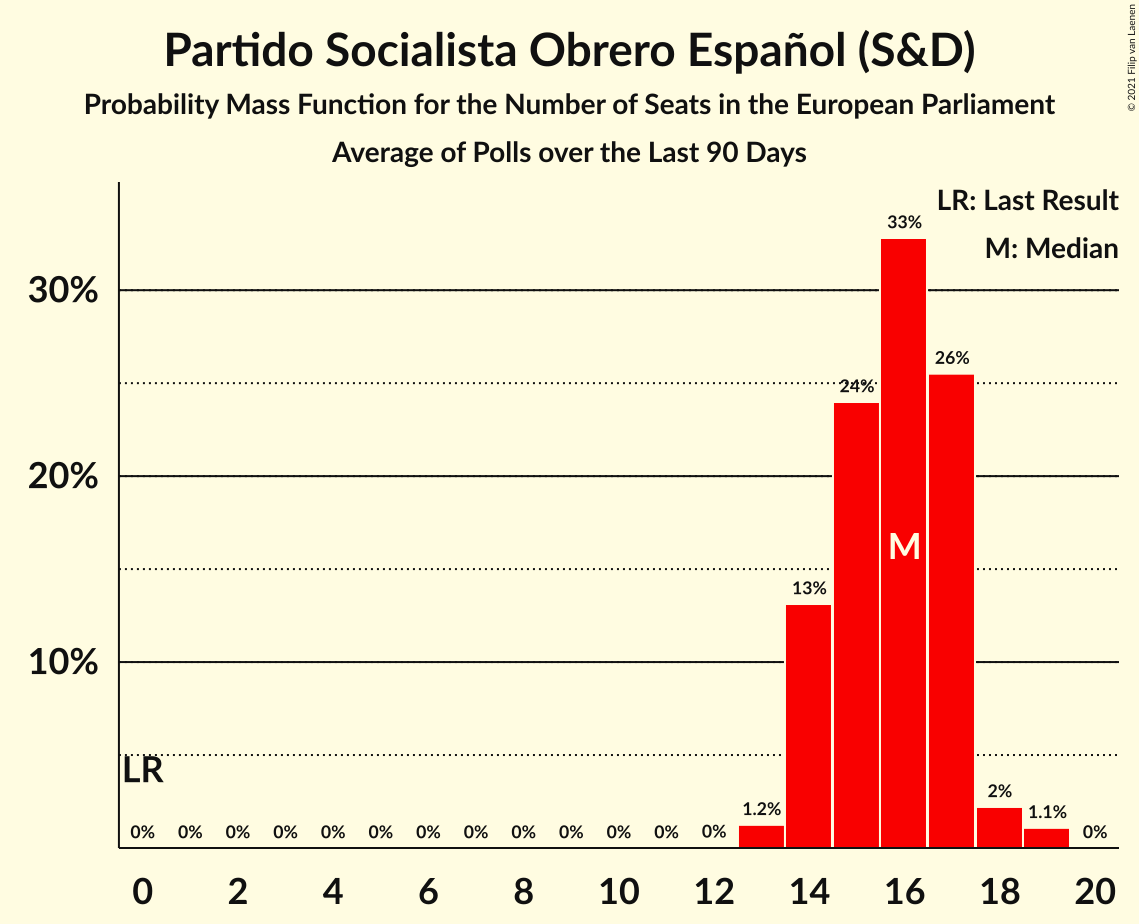 Partido Socialista Obrero Español (S&D)
Probability Mass Function for the Number of Seats in the European Parliament
Average of Polls over the Last 90 Days
© 2021 Filip van Laenen
LR: Last Result
M: Median
33%
30%
26%
24%
20%
M
13%
10%
LR
0% 0% 0% 0% 0% 0% 0% 0% 0% 0% 0% 0% 0% 1.2% 2% 1.1% 0%
0 2 4 6 8 10 12 14 16 18 20